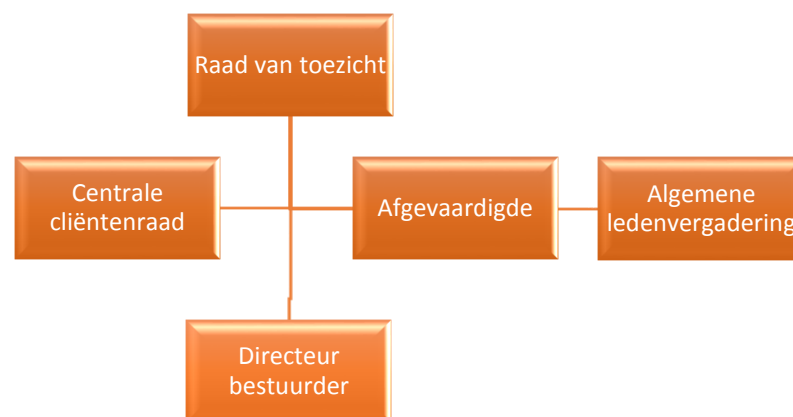 Raad van toezicht
Centrale
cliëntenraad
Afgevaardigde
Algemene
ledenvergadering
Directeur
bestuurder